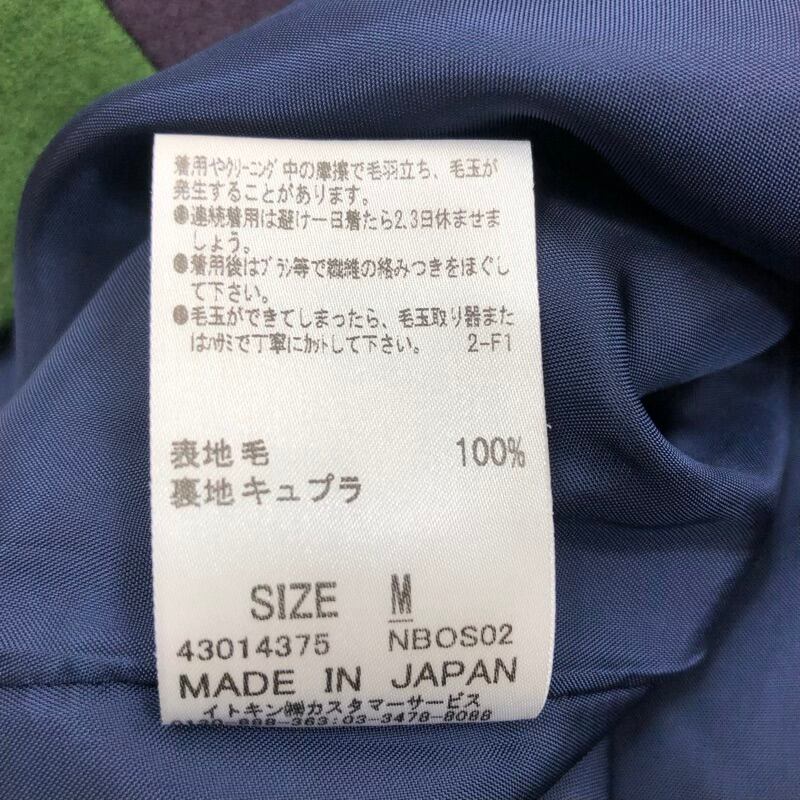 着用やクリーニング中の摩擦で毛羽立ち、毛玉が
発生することがあります。
●連続着用は避け一日着たら2,3日休ませま
しょう。
●着用後はブラシ等で繊維の絡みつきをほぐし
て下さい。
●毛玉ができてしまったら、毛玉取り器また
はハサミで丁寧にカットして下さい。 2-F1
表地 毛 100%
裏地 キュプラ
SIZE M
43014375 NBOS02
MADE IN JAPAN
イトキン㈱カスタマーサービス
03-3478-8088